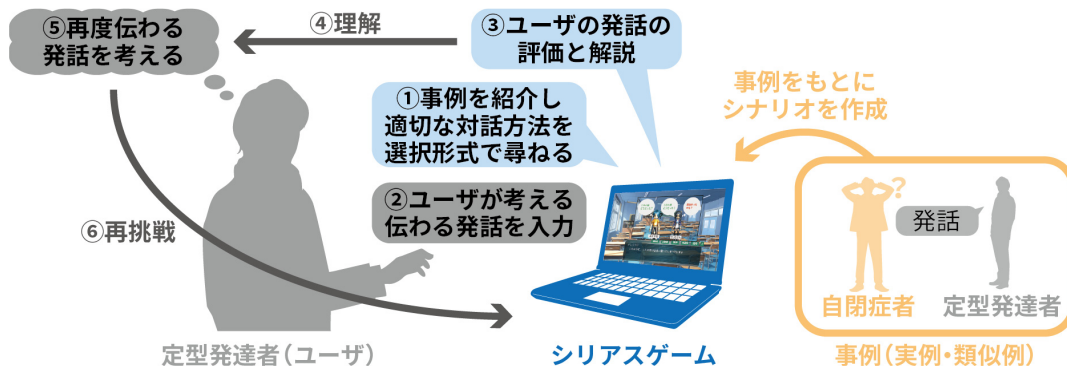 ⑤再度伝わる
発話を考える
④理解
③ユーザの発話の
評価と解説
①事例を紹介し
適切な対話方法を
選択形式で尋ねる
②ユーザが考える
伝わる発話を入力
⑥再挑戦
事例をもとに
シナリオを作成
?
発話
自閉症者
定型発達者
定型発達者(ユーザ)
シリアスゲーム
事例(実例・類似例)